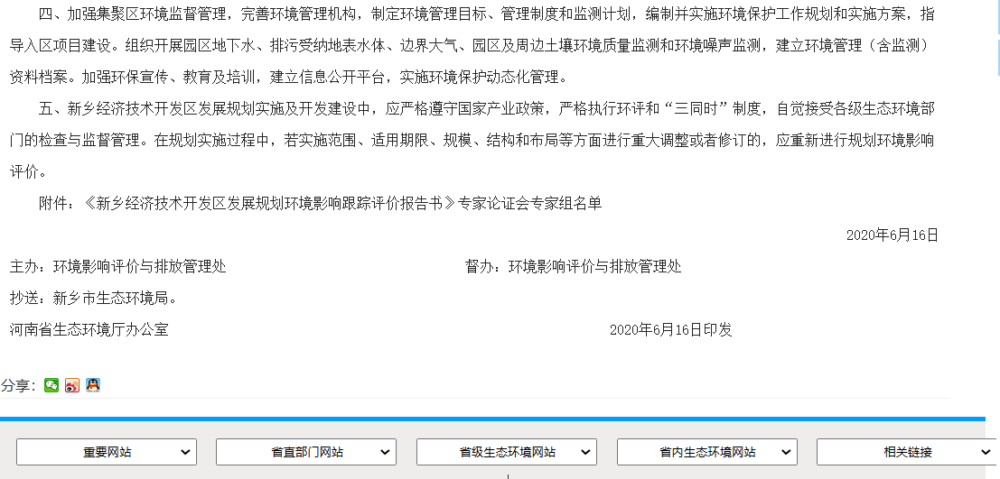 四、加强集聚区环境监督管理，完善环境管理机构，制定环境管理目标、管理制度和监测计划，编制并实施环境保护工作规划和实施方案，指
导入区项目建设。组织开展园区地下水、排污受纳地表水体、边界大气、园区及周边土壤环境质量监测和环境噪声监测，建立环境管理（含监测）
资料档案。加强环保宣传、教育及培训，建立信息公开平台，实施环境保护动态化管理。
五、新乡经济技术开发区发展规划实施及开发建设中，应严格遵守国家产业政策，严格执行环评和“三同时”制度，自觉接受各级生态环境部
门的检查与监督管理。在规划实施过程中，若实施范围、适用期限、规模、结构和布局等方面进行重大调整或者修订的，应重新进行规划环境影响
评价。
附件：《新乡经济技术开发区发展规划环境影响跟踪评价报告书》专家论证会专家组名单
2020年6月16日
主办：环境影响评价与排放管理处 督办：环境影响评价与排放管理处
抄送：新乡市生态环境局。
河南省生态环境厅办公室 2020年6月16日印发
分享：
重要网站 省直部门网站 省级生态环境网站 省内生态环境网站 相关链接